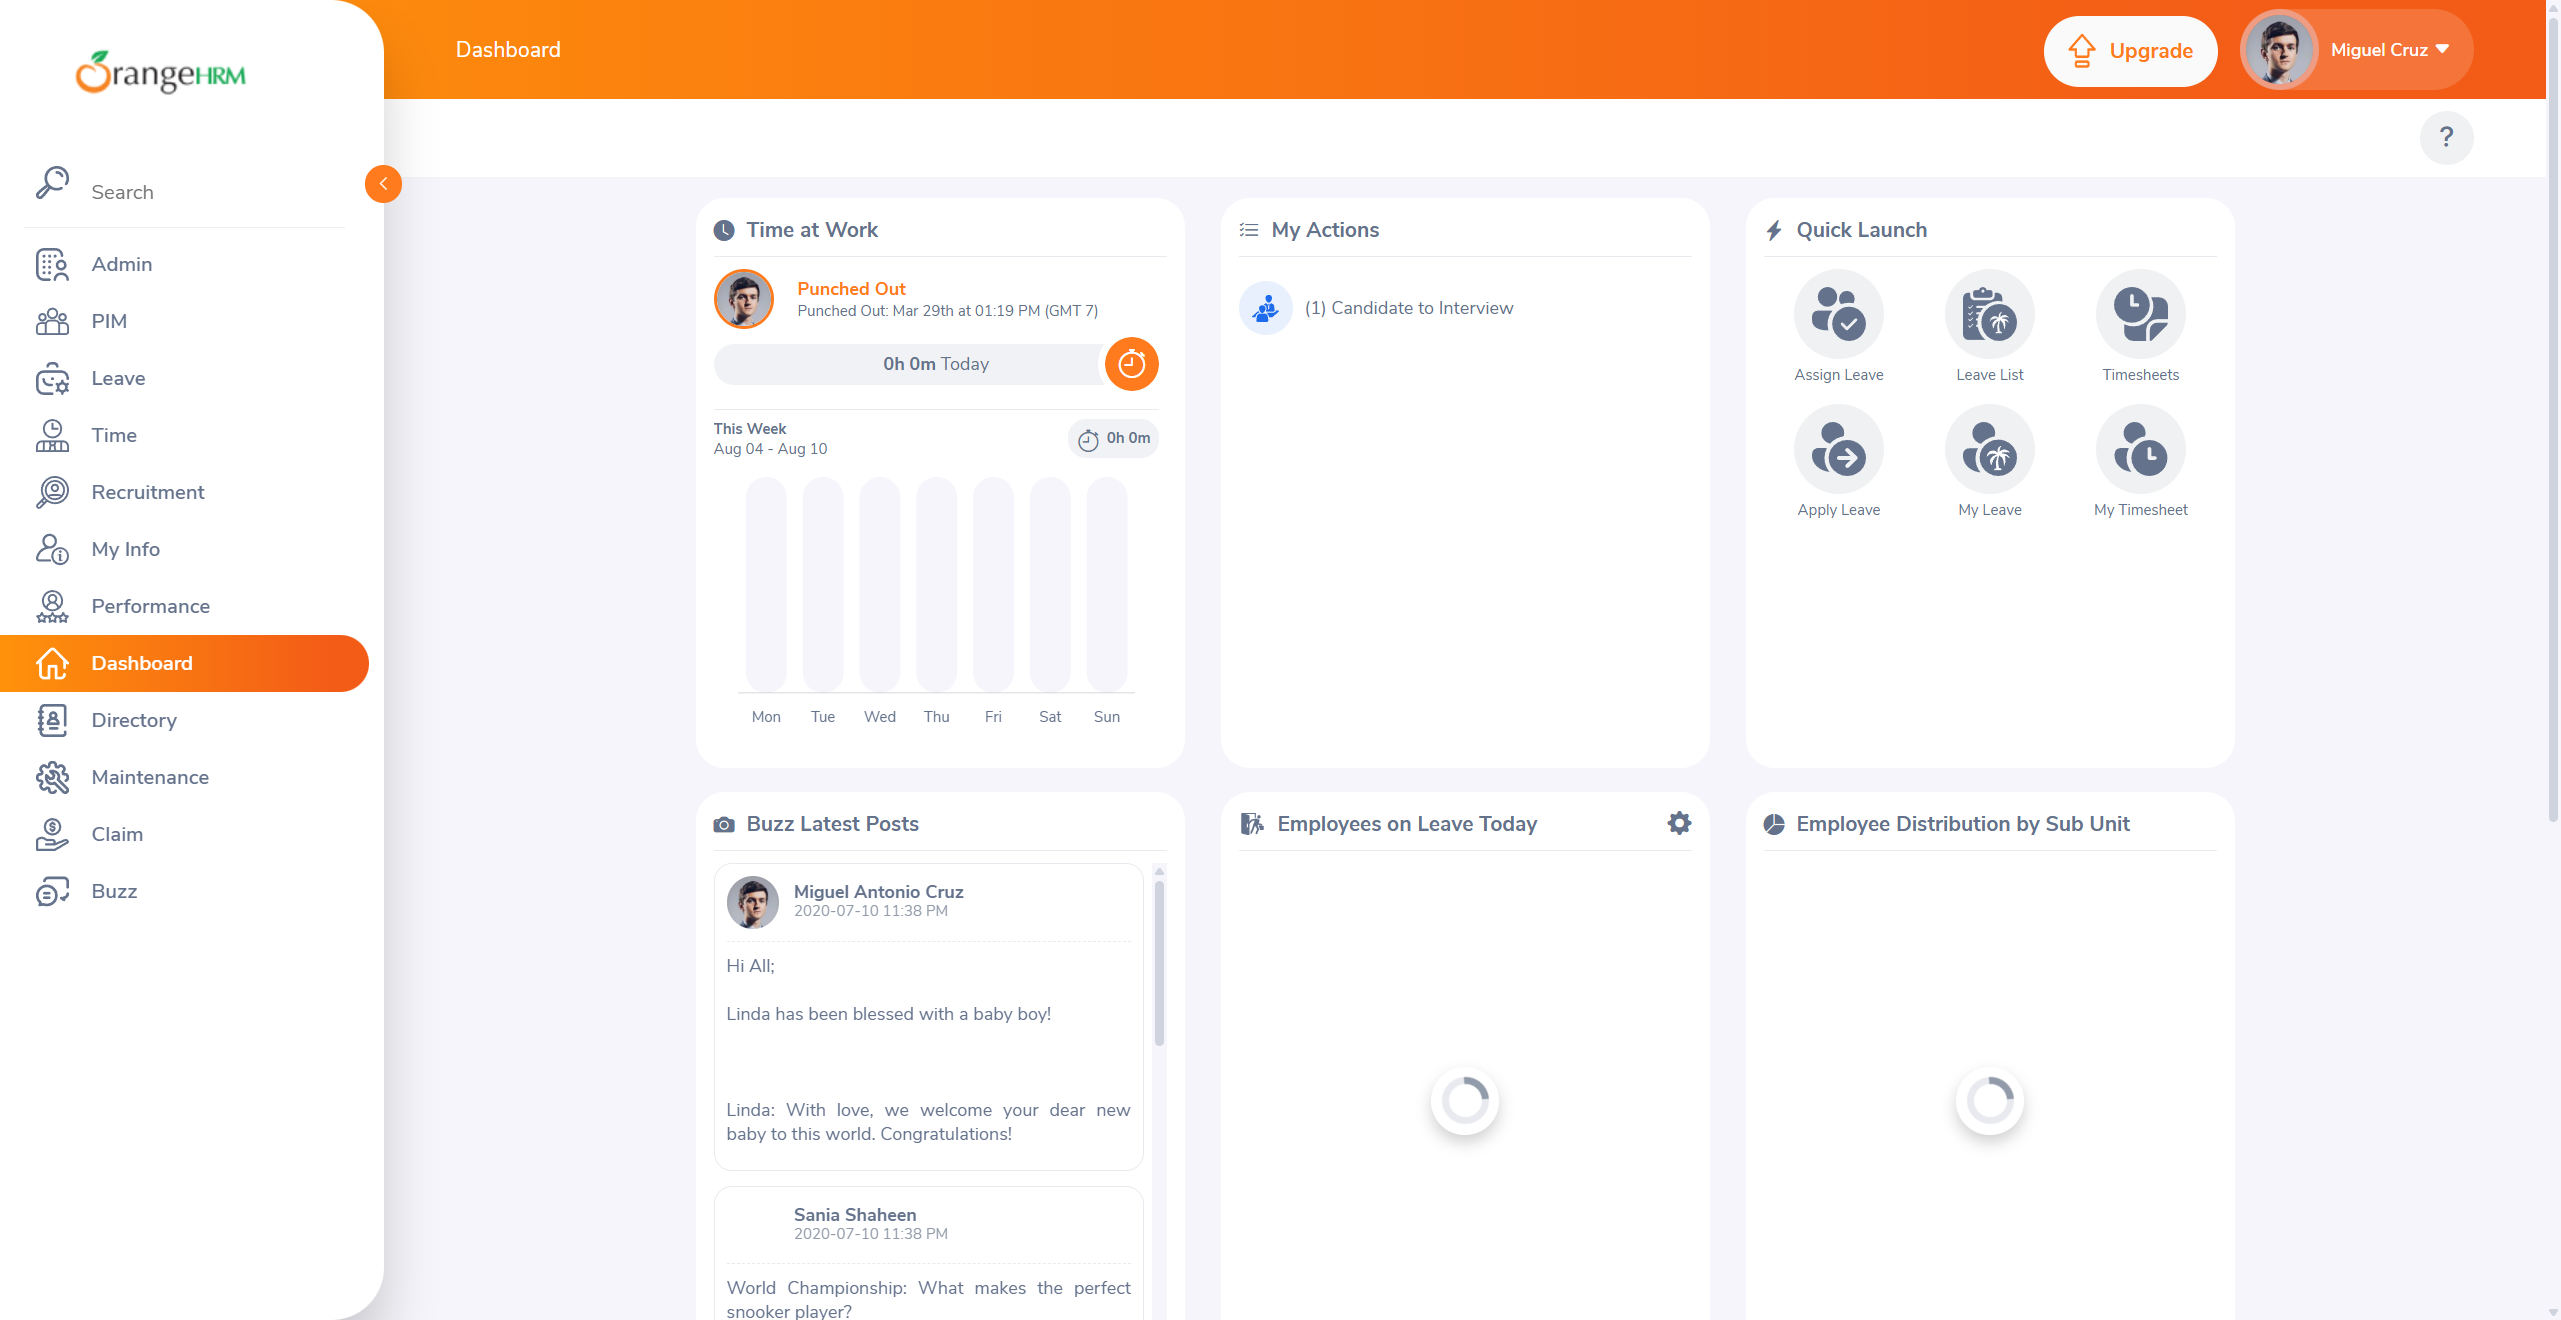 OrangeHRM
Dashboard
Upgrade
Miguel Cruz
?
Search
Admin
PIM
Leave
Time
Recruitment
My Info
Performance
Dashboard
Directory
Maintenance
Claim
Buzz
Time at Work
Punched Out
Punched Out: Mar 29th at 01:19 PM (GMT 7)
0h 0m Today
This Week
Aug 04 - Aug 10
0h 0m
Mon Tue Wed Thu Fri Sat Sun
My Actions
(1) Candidate to Interview
Quick Launch
Assign Leave
Leave List
Timesheets
Apply Leave
My Leave
My Timesheet
Buzz Latest Posts
Miguel Antonio Cruz
2020-07-10 11:38 PM
Hi All;
Linda has been blessed with a baby boy!
Linda: With love, we welcome your dear new
baby to this world. Congratulations!
Sania Shaheen
2020-07-10 11:38 PM
World Championship: What makes the perfect
snooker player?
Employees on Leave Today
Employee Distribution by Sub Unit